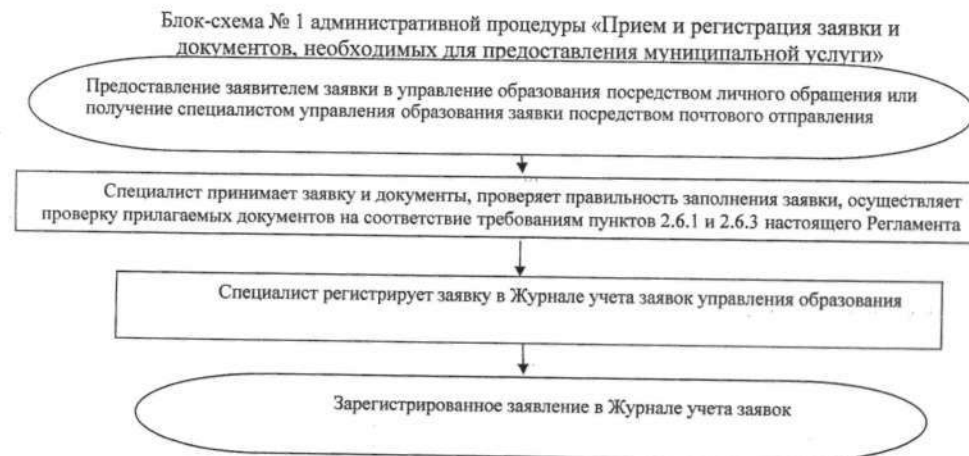 Блок-схема № 1 административной процедуры «Прием и регистрация заявки и
документов, необходимых для предоставления муниципальной услуги»
Предоставление заявителем заявки в управление образования посредством личного обращения или
получение специалистом управления образования заявки посредством почтового отправления
Специалист принимает заявку и документы, проверяет правильность заполнения заявки, осуществляет
проверку прилагаемых документов на соответствие требованиям пунктов 2.6.1 и 2.6.3 настоящего Регламента
Специалист регистрирует заявку в Журнале учета заявок управления образования
Зарегистрированное заявление в Журнале учета заявок